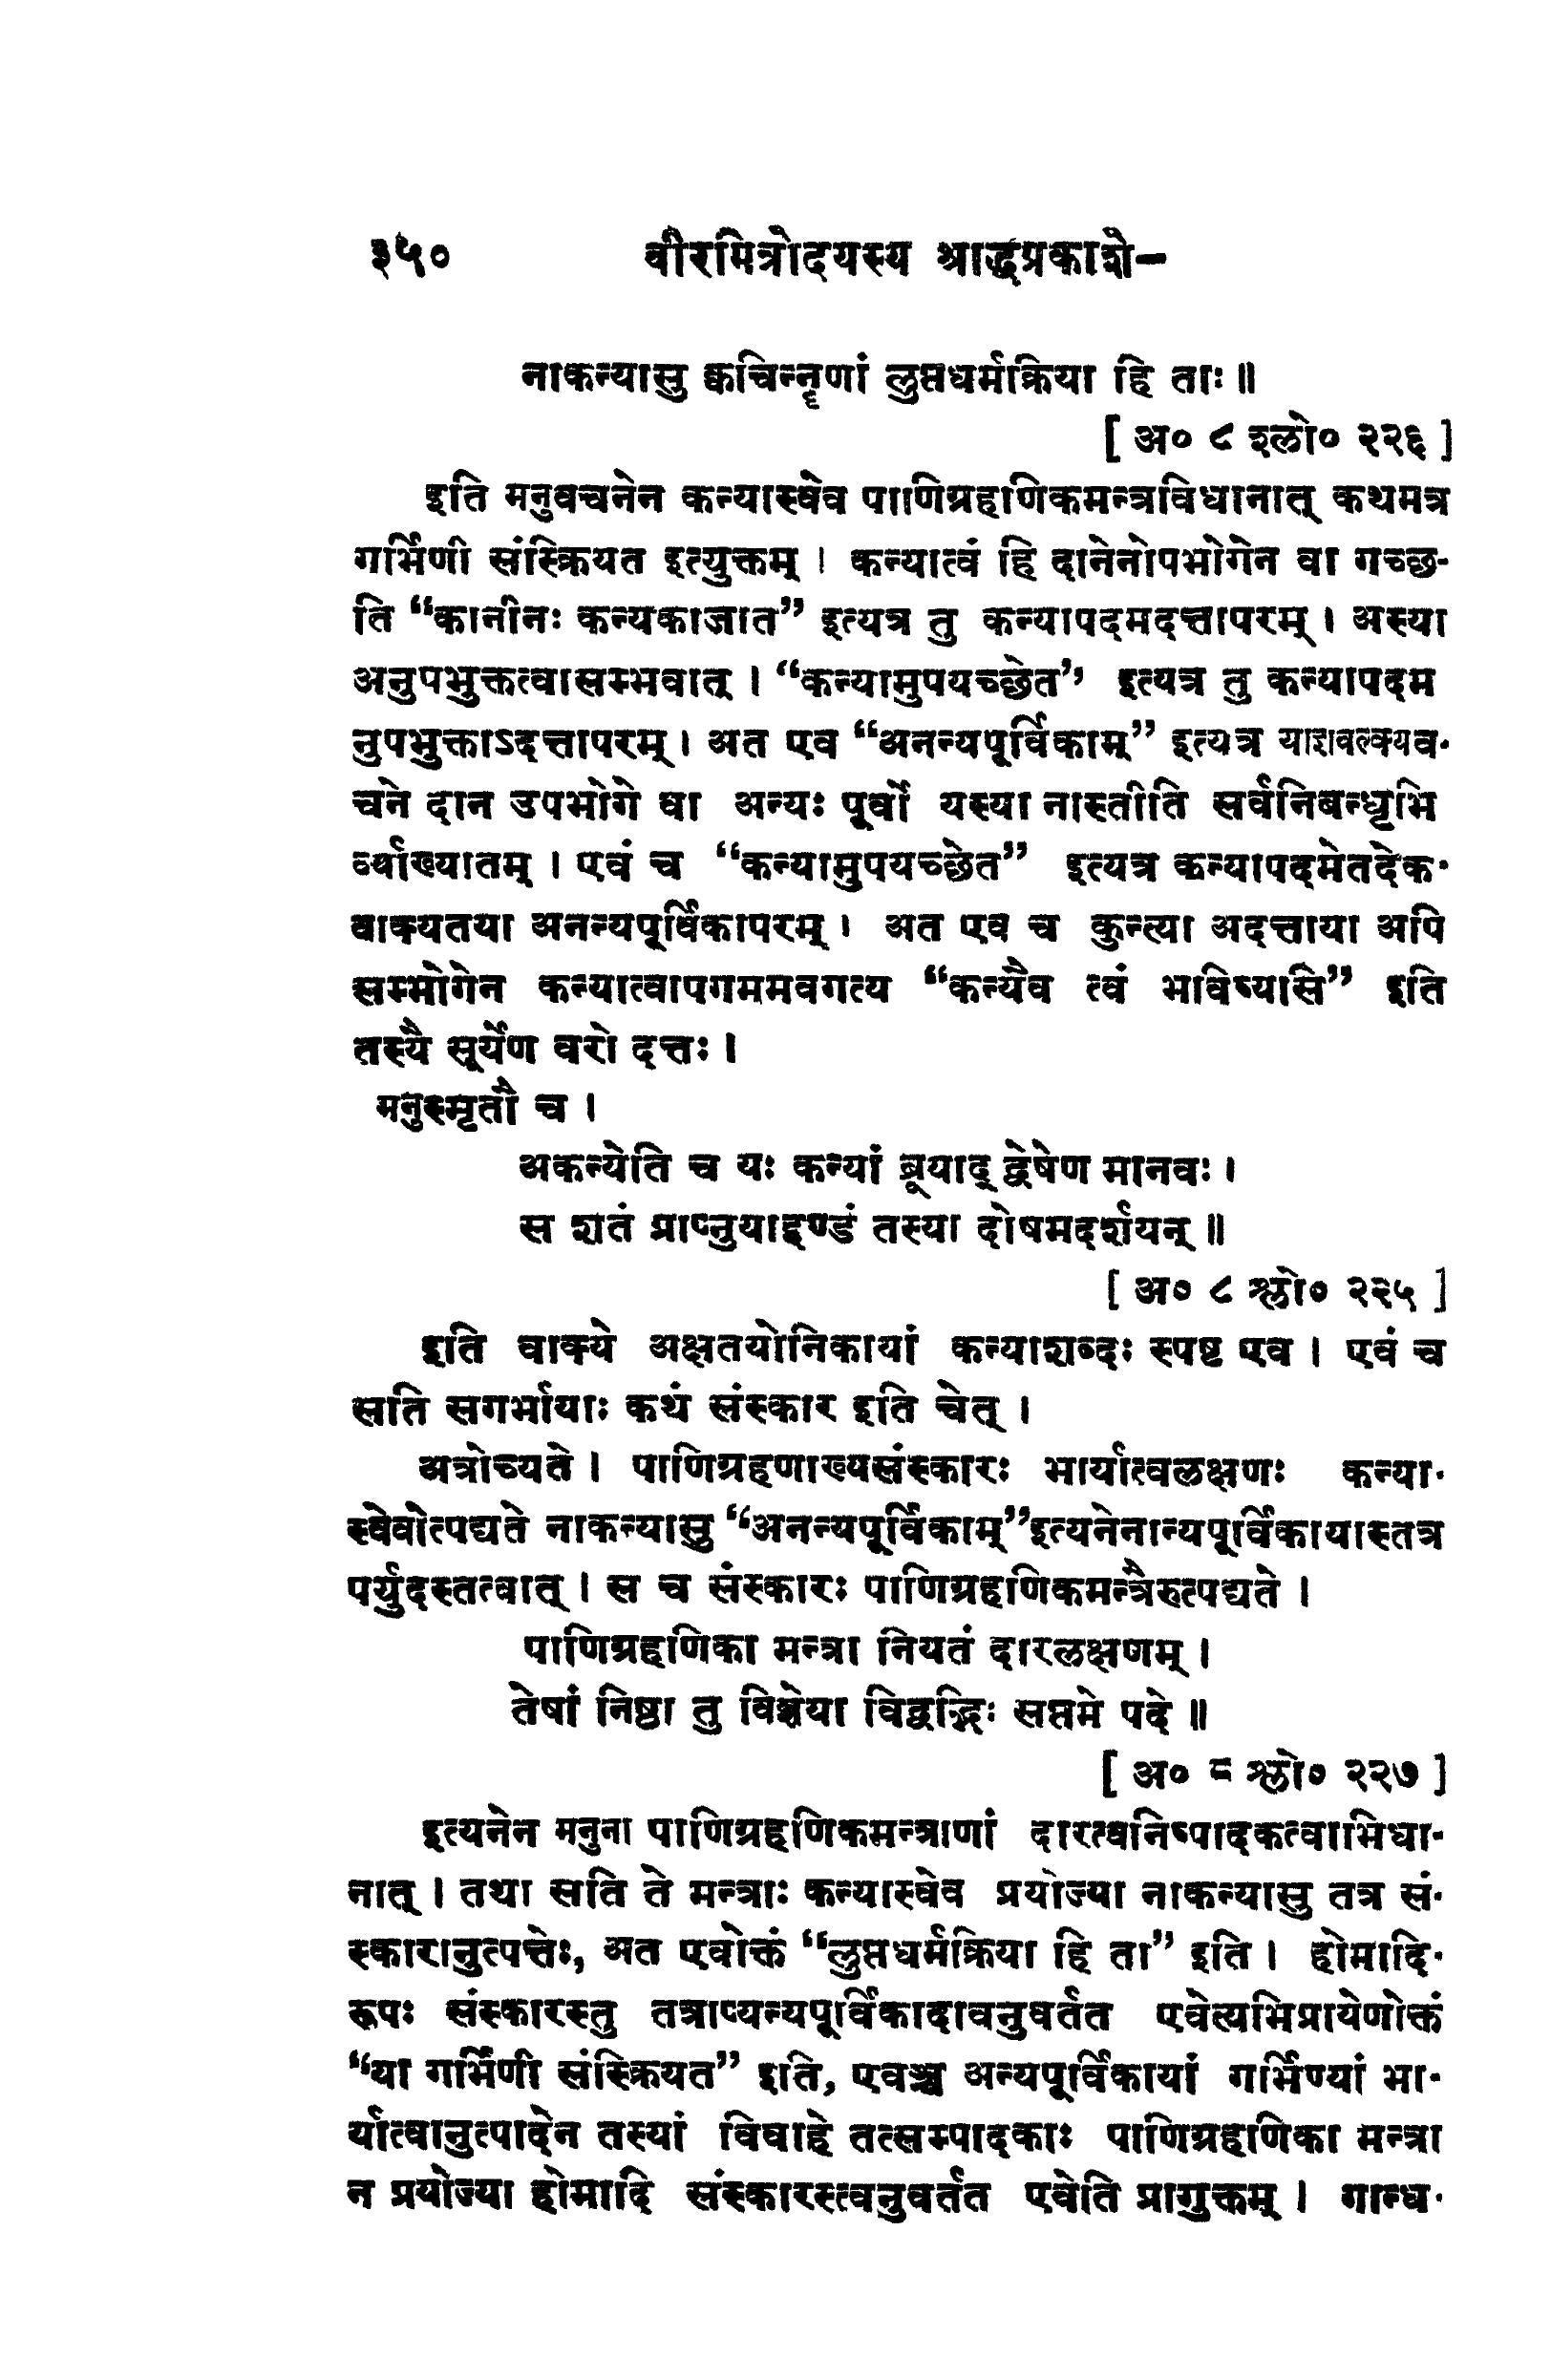 ३५० वीरमित्रोदयस्य श्राद्धप्रकाशे–
नाकन्यासु क्वचिन्नॄणां लुप्तधर्मक्रिया हि ताः ॥
[ अ० ८ श्लो० २२६ ]
इति मनुवचनेन कन्यास्वेव पाणिग्रहणिकमन्त्रविधानात् कथमत्र
गर्भिणी संस्क्रियत इत्युक्तम् । कन्यात्वं हि दानेनोपभोगेन वा गच्छ-
ति “कानीनः कन्यकाजात” इत्यत्र तु कन्यापदमदत्तापरम् । अस्या
अनुपभुक्तत्वासम्भवात् । “कन्यामुपयच्छेत” इत्यत्र तु कन्यापदम
नुपभुक्ताऽदत्तापरम् । अत एव “अनन्यपूर्विकाम्” इत्यत्र याज्ञवल्क्यव-
चने दान उपभोगे वा अन्यः पूर्वो यस्या नास्तीति सर्वनिबन्धृभि
र्व्याख्यातम् । एवं च “कन्यामुपयच्छेत” इत्यत्र कन्यापदमेतदेक-
वाक्यतया अनन्यपूर्विकापरम् । अत एव च कुन्त्या अदत्ताया अपि
सम्भोगेन कन्यात्वापगममवगत्य “कन्यैव त्वं भविष्यसि” इति
तस्यै सूर्येण वरो दत्तः ।
मनुस्मृतौ च ।
अकन्येति च यः कन्यां ब्रूयाद् द्वेषेण मानवः ।
स शतं प्राप्नुयाद्दण्डं तस्या दोषमदर्शयन् ॥
[ अ० ८ श्लो० २२५ ]
इति वाक्ये अक्षतयोनिकायां कन्याशब्दः स्पष्ट एव । एवं च
सति सगर्भायाः कथं संस्कार इति चेत् ।
अत्रोच्यते । पाणिग्रहणाख्यसंस्कारः भार्यात्वलक्षणः कन्या-
स्वेवोत्पद्यते नाकन्यासु “अनन्यपूर्विकाम्”इत्यनेनान्यपूर्विकायास्तत्र
पर्युदस्तत्वात् । स च संस्कारः पाणिग्रहणिकमन्त्रैरुत्पद्यते ।
पाणिग्रहणिका मन्त्रा नियतं दारलक्षणम् ।
तेषां निष्ठा तु विज्ञेया विद्वद्भिः सप्तमे पदे ॥
[ अ० ८ श्लो० २२७ ]
इत्यनेन मनुना पाणिग्रहणिकमन्त्राणां दारत्वनिष्पादकत्वाभिधा-
नात् । तथा सति ते मन्त्राः कन्यास्वेव प्रयोज्या नाकन्यासु तत्र सं-
स्कारानुत्पत्तेः, अत एवोक्तं “लुप्तधर्मक्रिया हि ता” इति । होमादि-
रूपः संस्कारस्तु तत्राप्यन्यपूर्विकादावनुवर्तत एवेत्यभिप्रायेणोक्तं
“या गर्भिणी संस्क्रियत” इति, एवञ्च अन्यपूर्विकायां गर्भिण्यां भा-
र्यात्वानुत्पादेन तस्यां विवाहे तत्सम्पादकाः पाणिग्रहणिका मन्त्रा
न प्रयोज्या होमादि संस्कारस्त्वनुवर्तत एवेति प्रागुक्तम् । गान्ध-